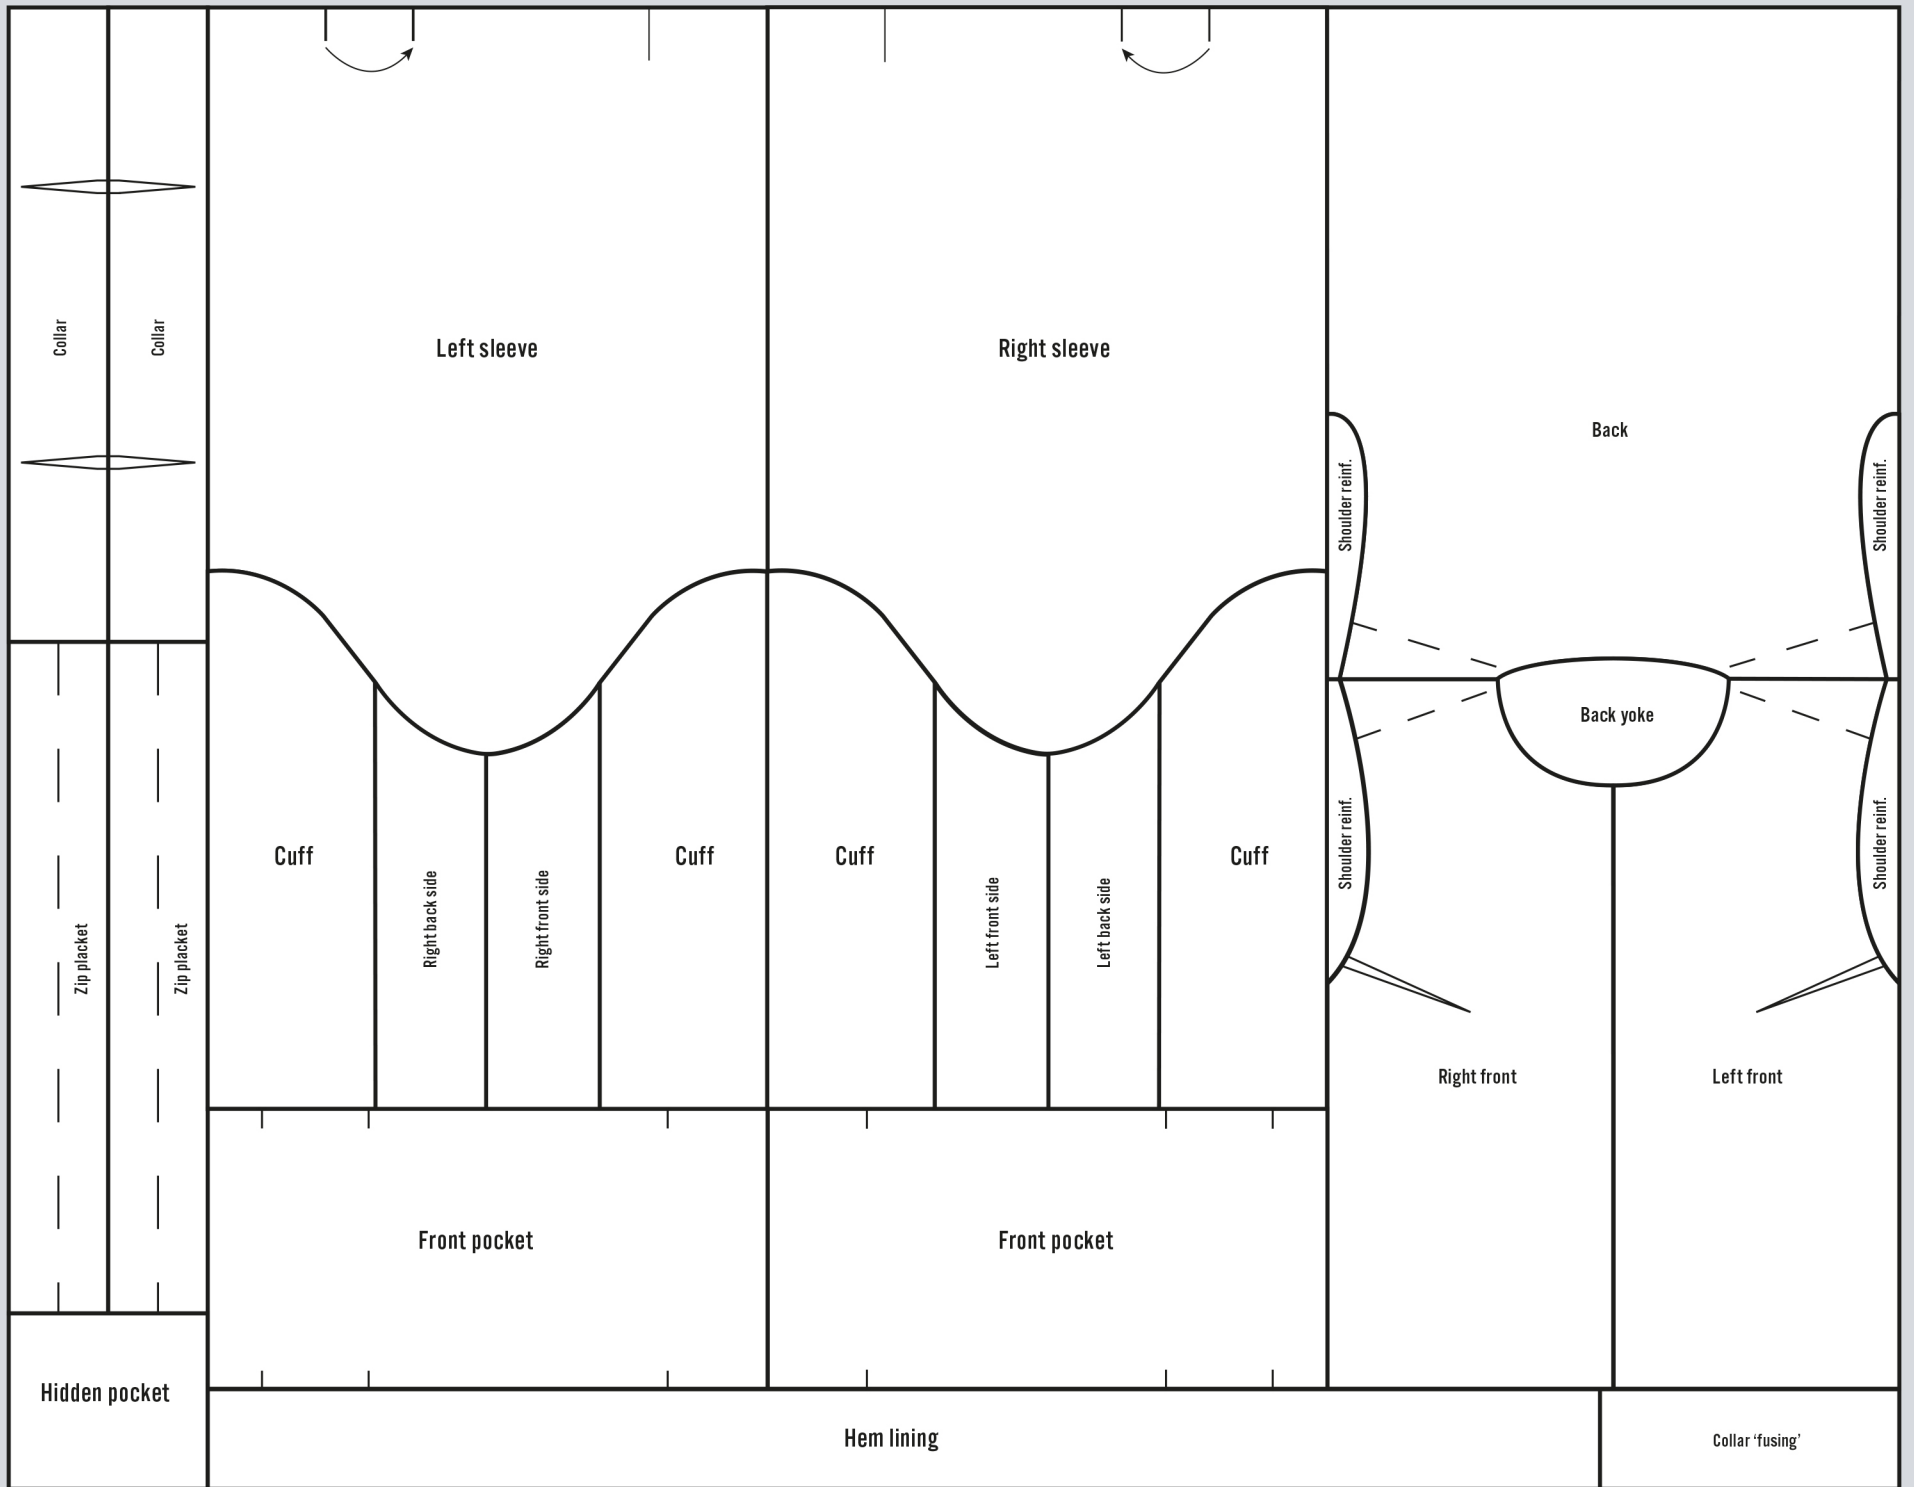 Collar
Collar
Left sleeve
Right sleeve
Back
Shoulder reinf.
Shoulder reinf.
Back yoke
Cuff
Right back side
Right front side
Cuff
Cuff
Left front side
Left back side
Cuff
Shoulder reinf.
Shoulder reinf.
Zip placket
Zip placket
Right front
Left front
Front pocket
Front pocket
Hidden pocket
Hem lining
Collar ‘fusing’